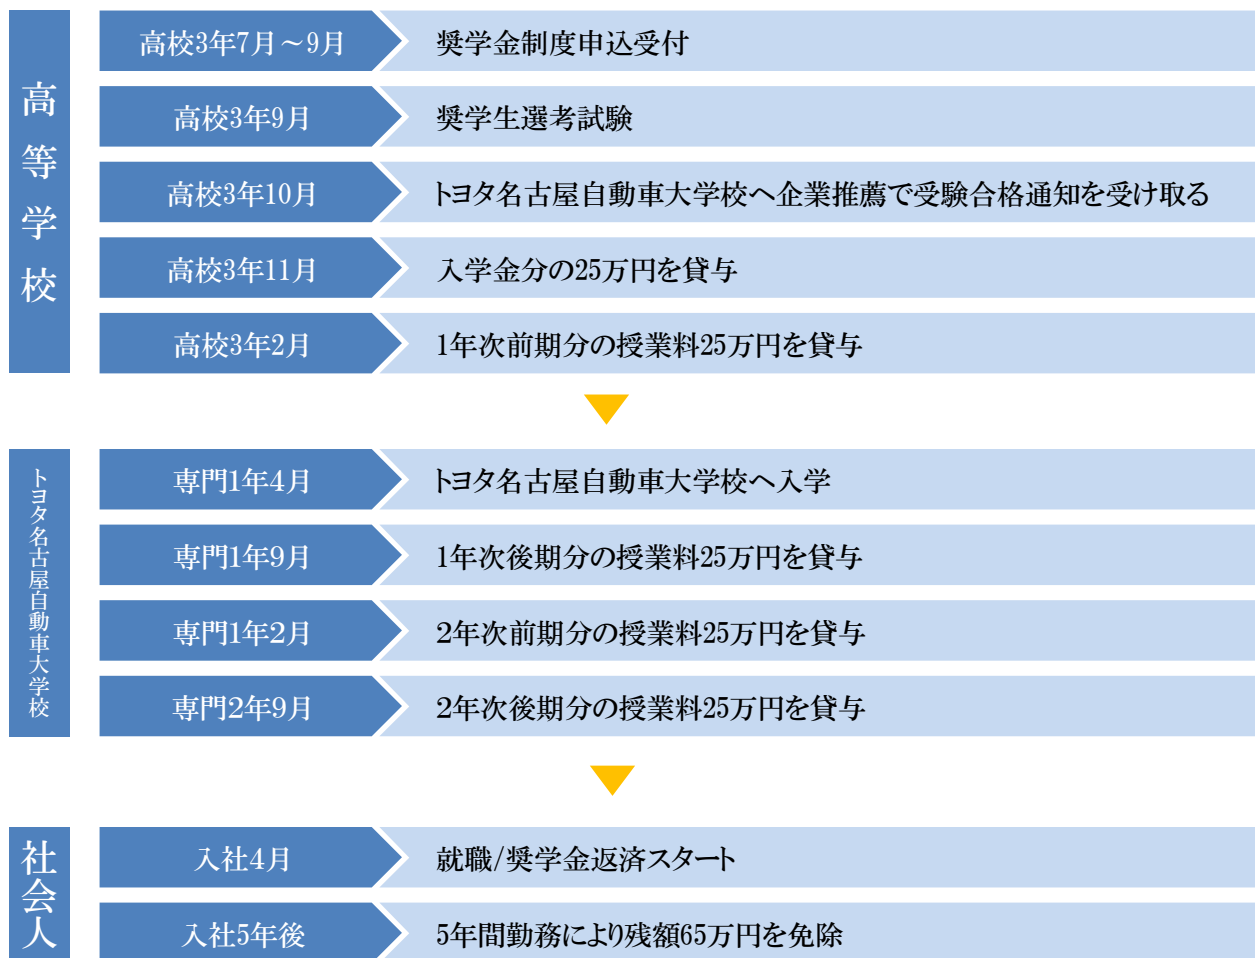 高等学校
高校3年7月～9月
奨学金制度申込受付
高校3年9月
奨学生選考試験
高校3年10月
トヨタ名古屋自動車大学校へ企業推薦で受験合格通知を受け取る
高校3年11月
入学金分の25万円を貸与
高校3年2月
1年次前期分の授業料25万円を貸与
トヨタ名古屋自動車大学校
専門1年4月
トヨタ名古屋自動車大学校へ入学
専門1年9月
1年次後期分の授業料25万円を貸与
専門1年2月
2年次前期分の授業料25万円を貸与
専門2年9月
2年次後期分の授業料25万円を貸与
社会人
入社4月
就職/奨学金返済スタート
入社5年後
5年間勤務により残額65万円を免除